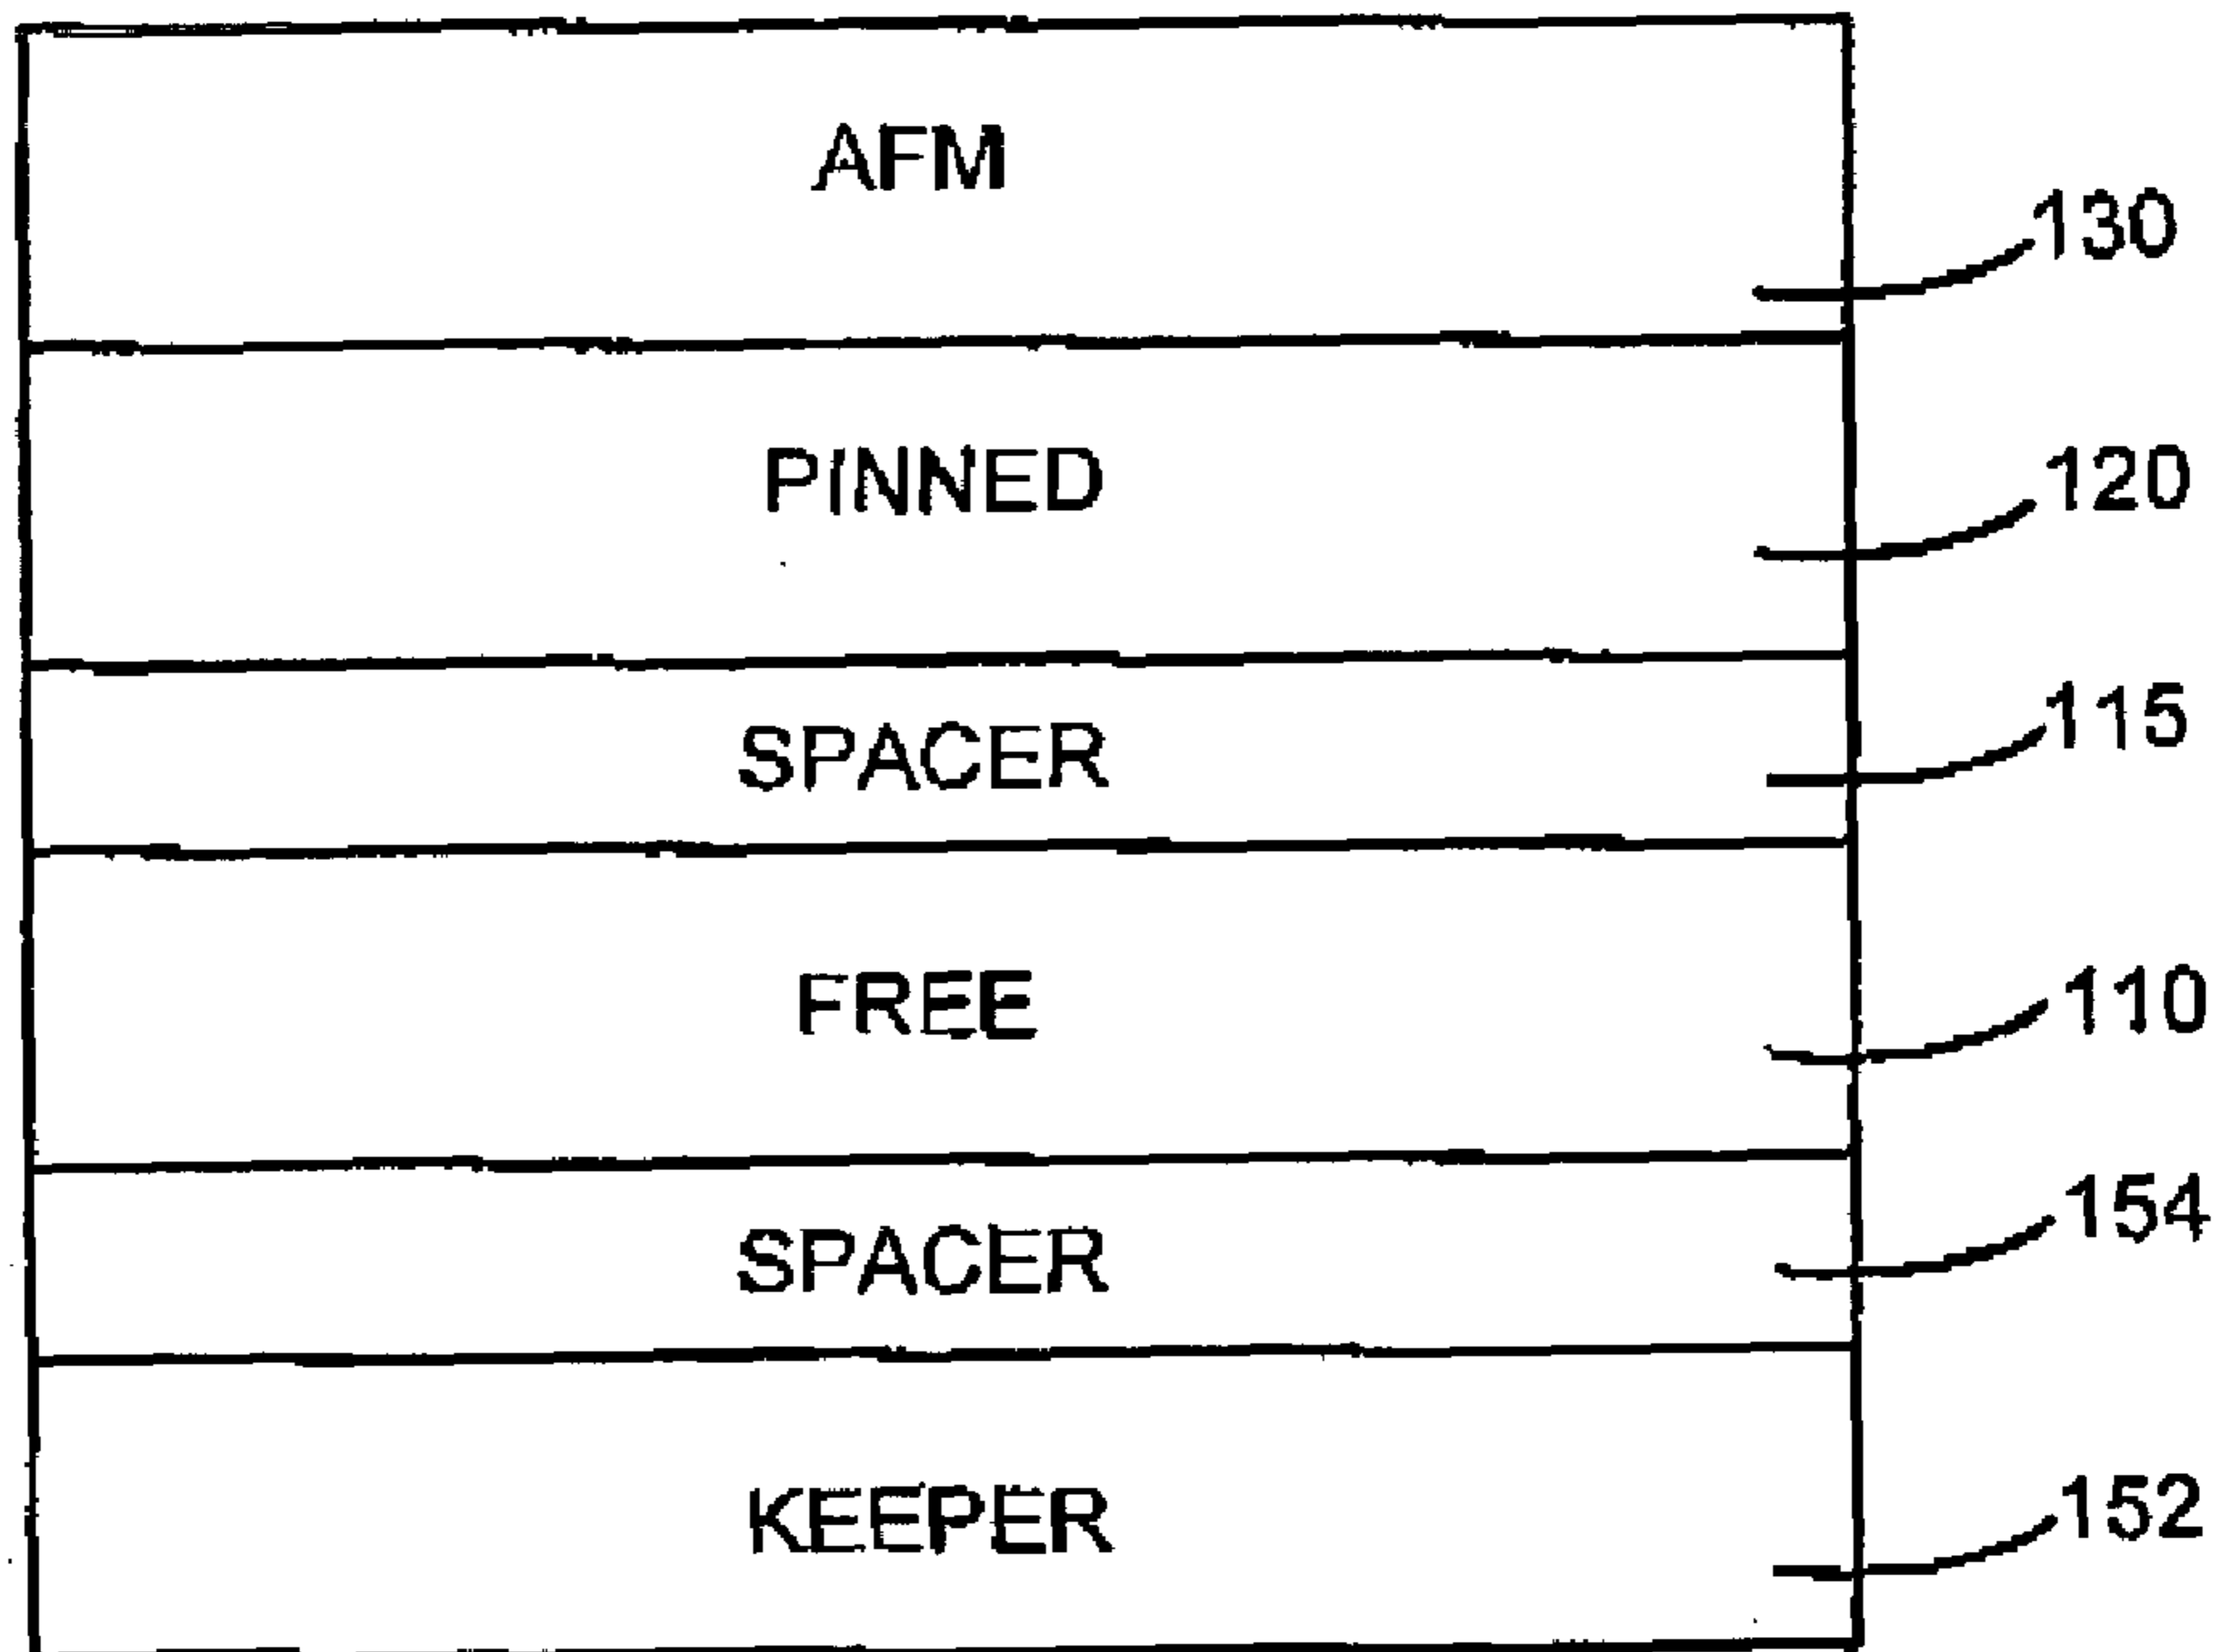 AFM
130
PINNED
120
SPACER
115
FREE
110
SPACER
154
KEEPER
152